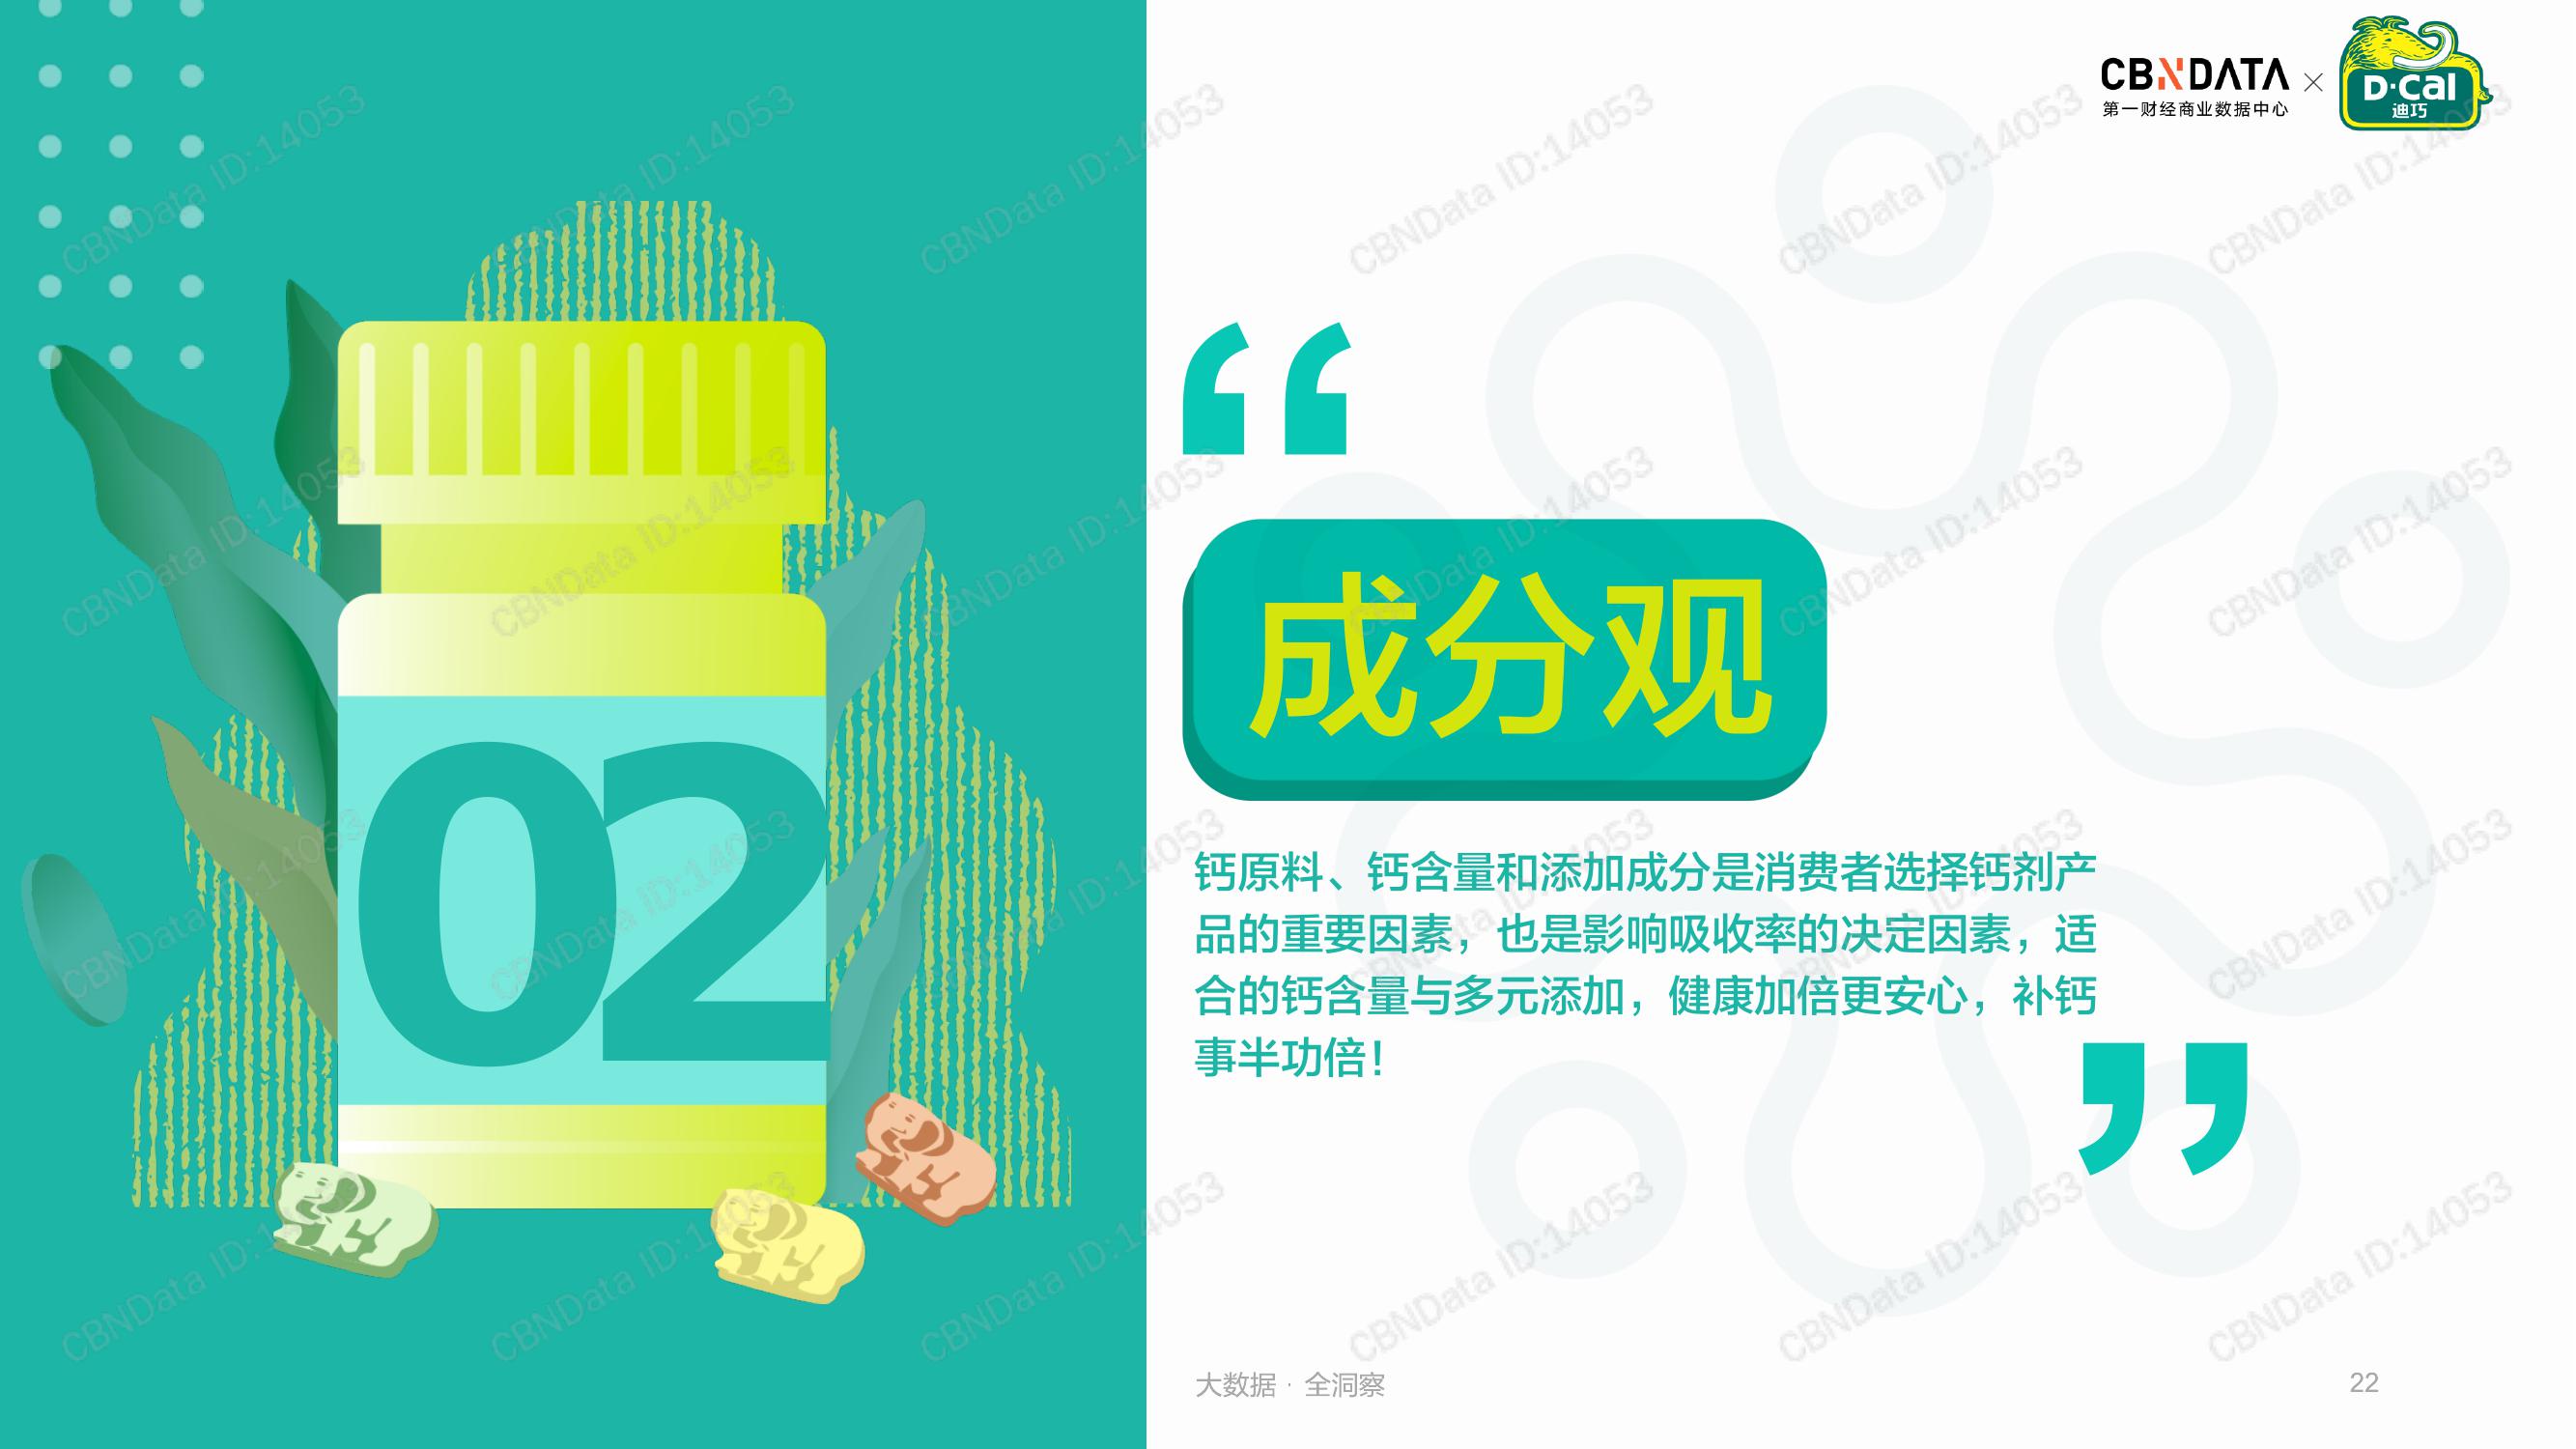 CBNDATA
第一财经商业数据中心
×
D·Cal
迪巧
02
“
成分观
钙原料、钙含量和添加成分是消费者选择钙剂产
品的重要因素，也是影响吸收率的决定因素，适
合的钙含量与多元添加，健康加倍更安心，补钙
事半功倍！
”
大数据 · 全洞察
22
CBNData ID:14053